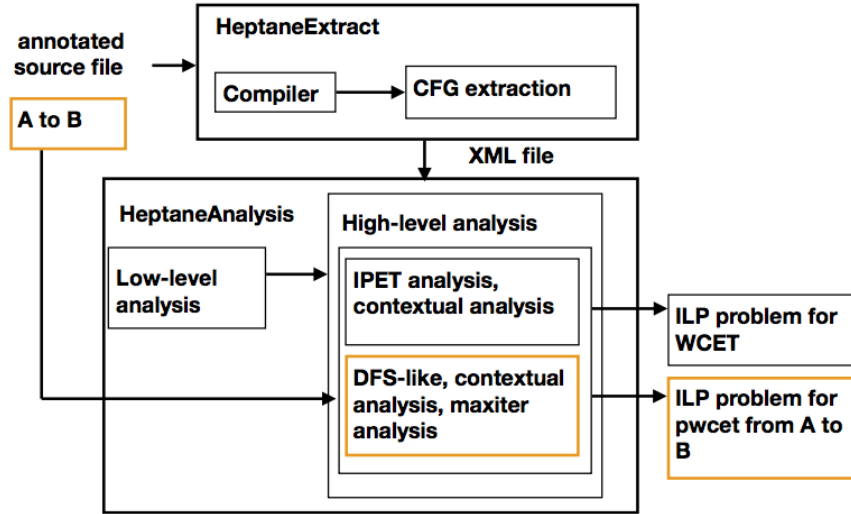 HeptaneExtract
annotated
source file
Compiler
CFG extraction
A to B
XML file
HeptaneAnalysis
High-level analysis
Low-level
analysis
IPET analysis,
contextual analysis
ILP problem for
WCET
DFS-like, contextual
analysis, maxiter
analysis
ILP problem for
pwcet from A to
B